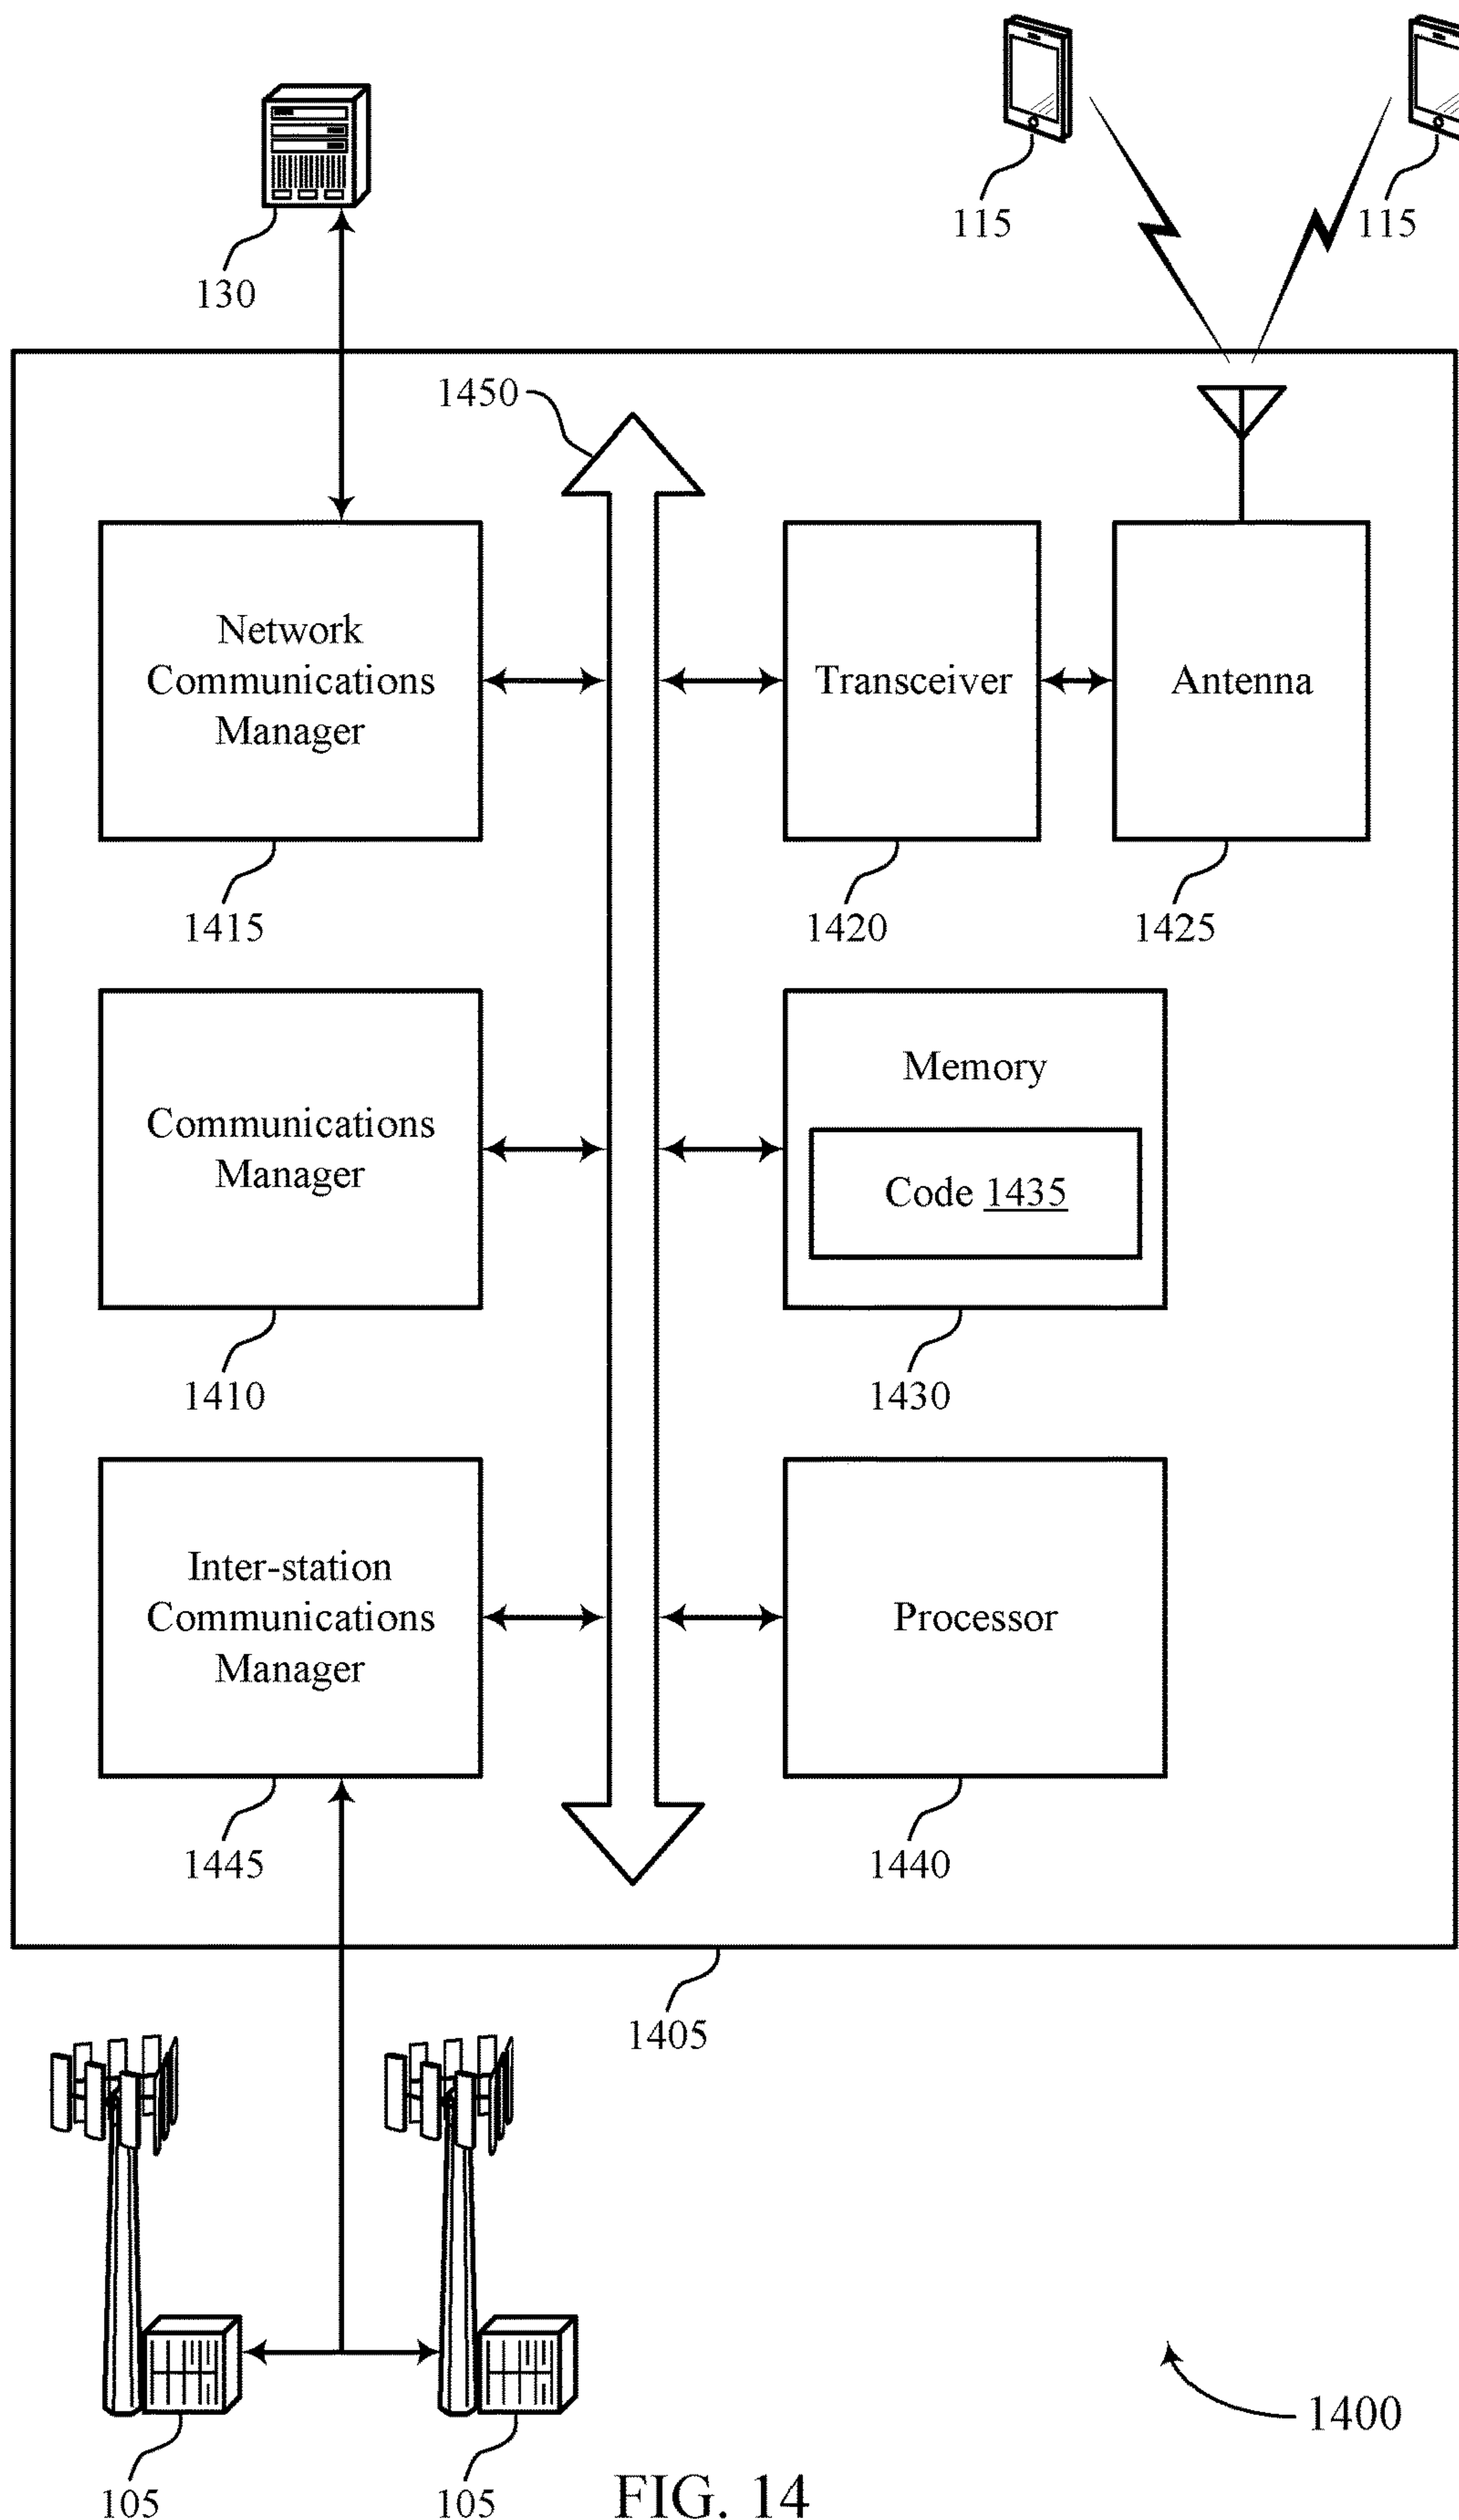 115
115
130
1450
Network
Communications
Manager
Transceiver
Antenna
1415
1420
1425
Communications
Manager
Memory
Code 1435
1410
1430
Inter-station
Communications
Manager
Processor
1445
1440
1405
1400
105
105
FIG. 14